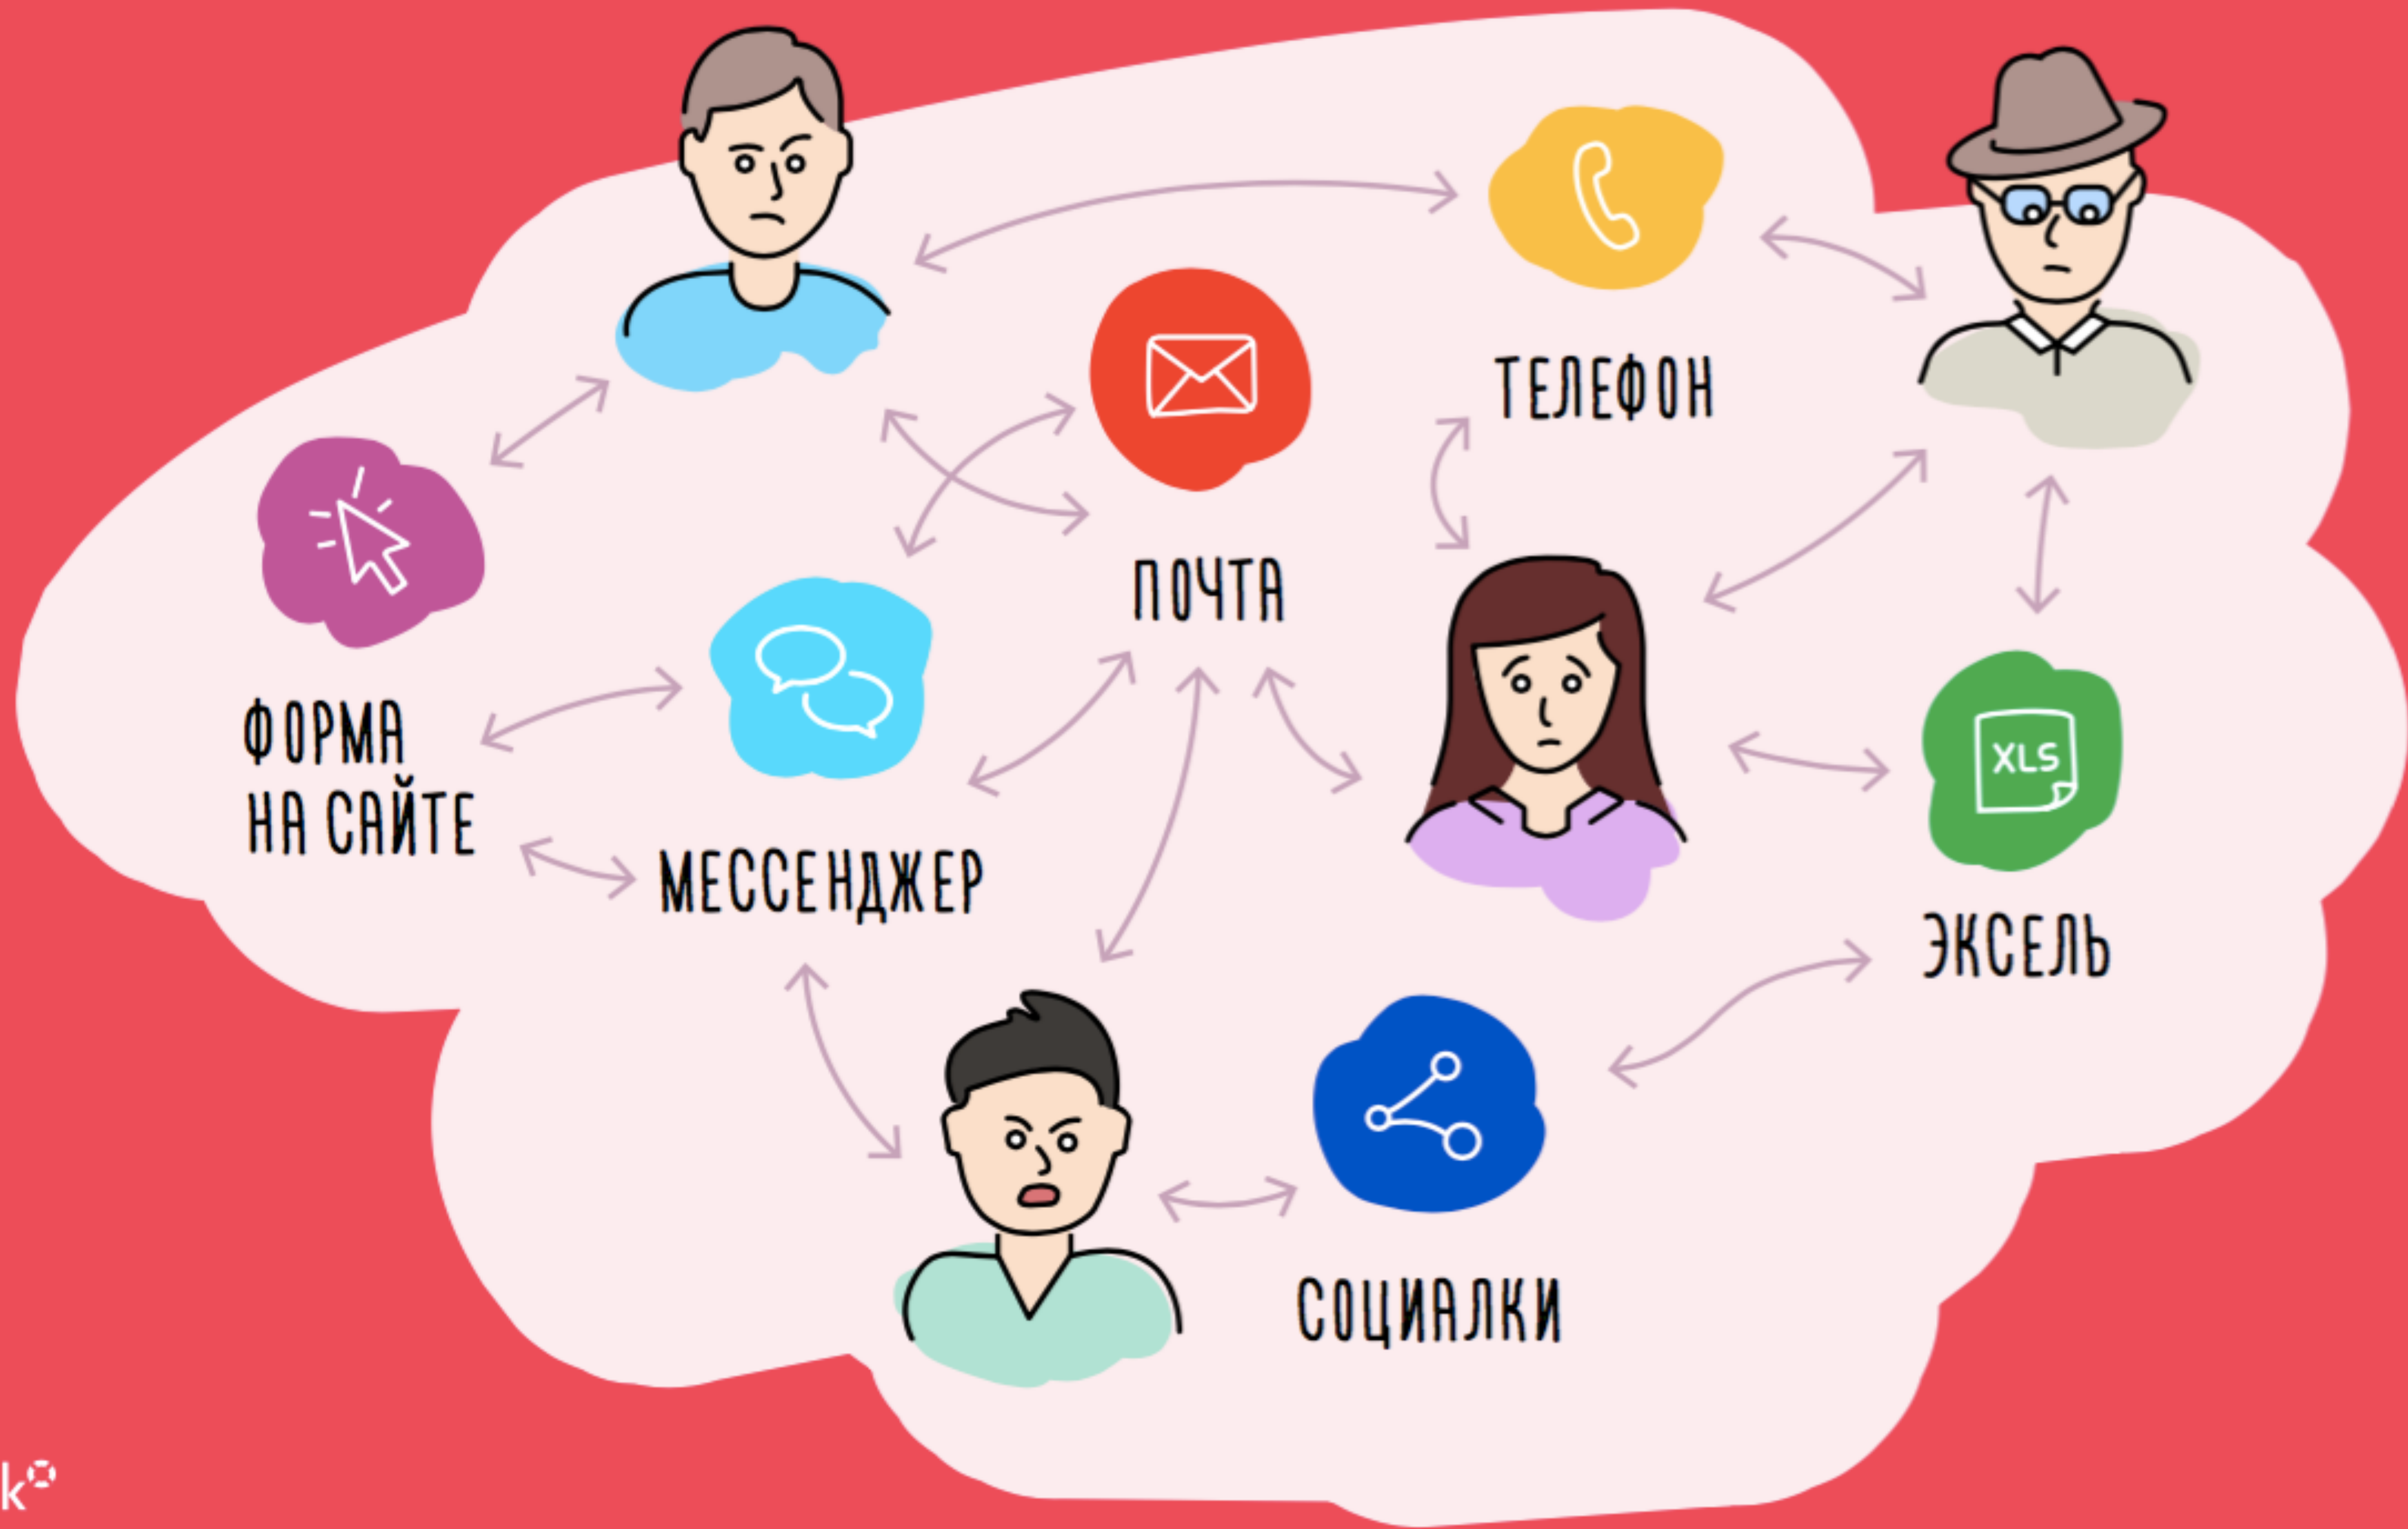 ТЕЛЕФОН
ПОЧТА
ФОРМА
НА САЙТЕ
МЕССЕНДЖЕР
XLS
ЭКСЕЛЬ
СОЦИАЛКИ
k